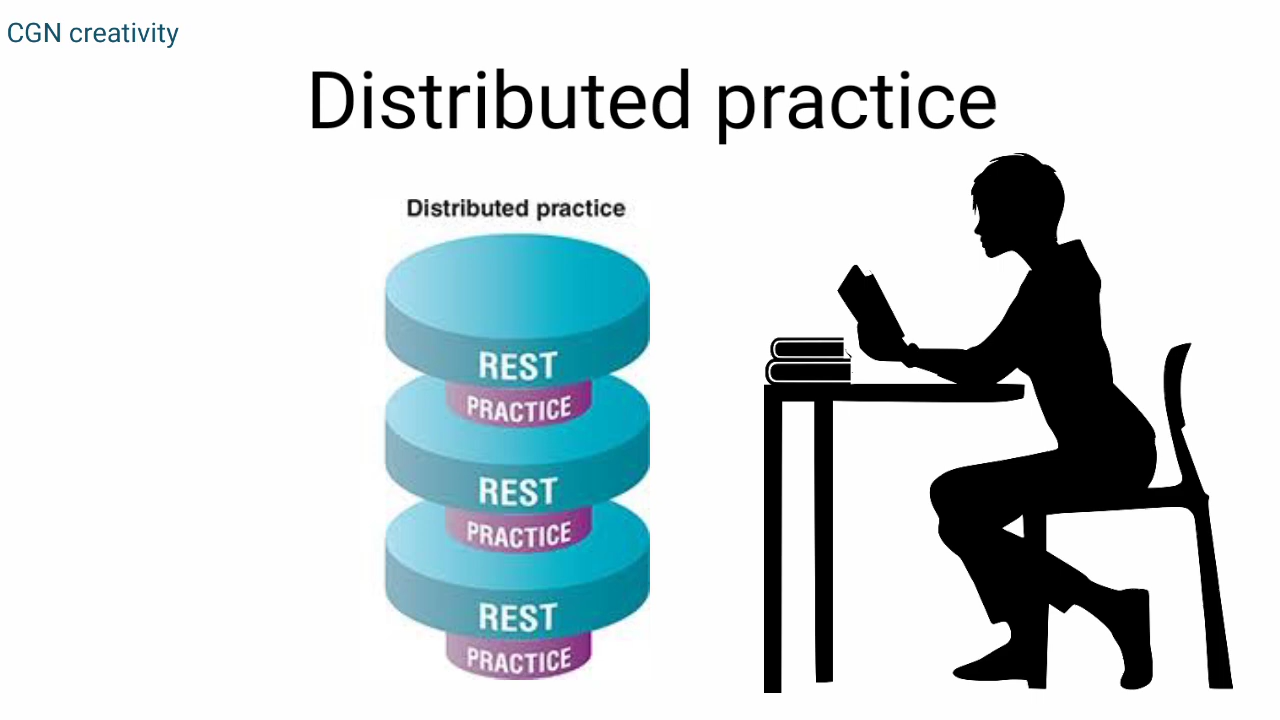 CGN creativity
Distributed practice
Distributed practice
REST
PRACTICE
REST
PRACTICE
REST
PRACTICE